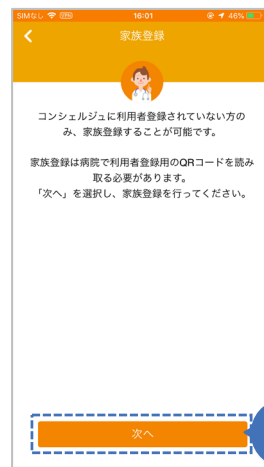 SIMなし VPN 16:01 46%
家族登録
コンシェルジュに利用者登録されていない方の
み、家族登録することが可能です。
家族登録は病院で利用者登録用のQRコードを読み
取る必要があります。
「次へ」を選択し、家族登録を行ってください。
次へ